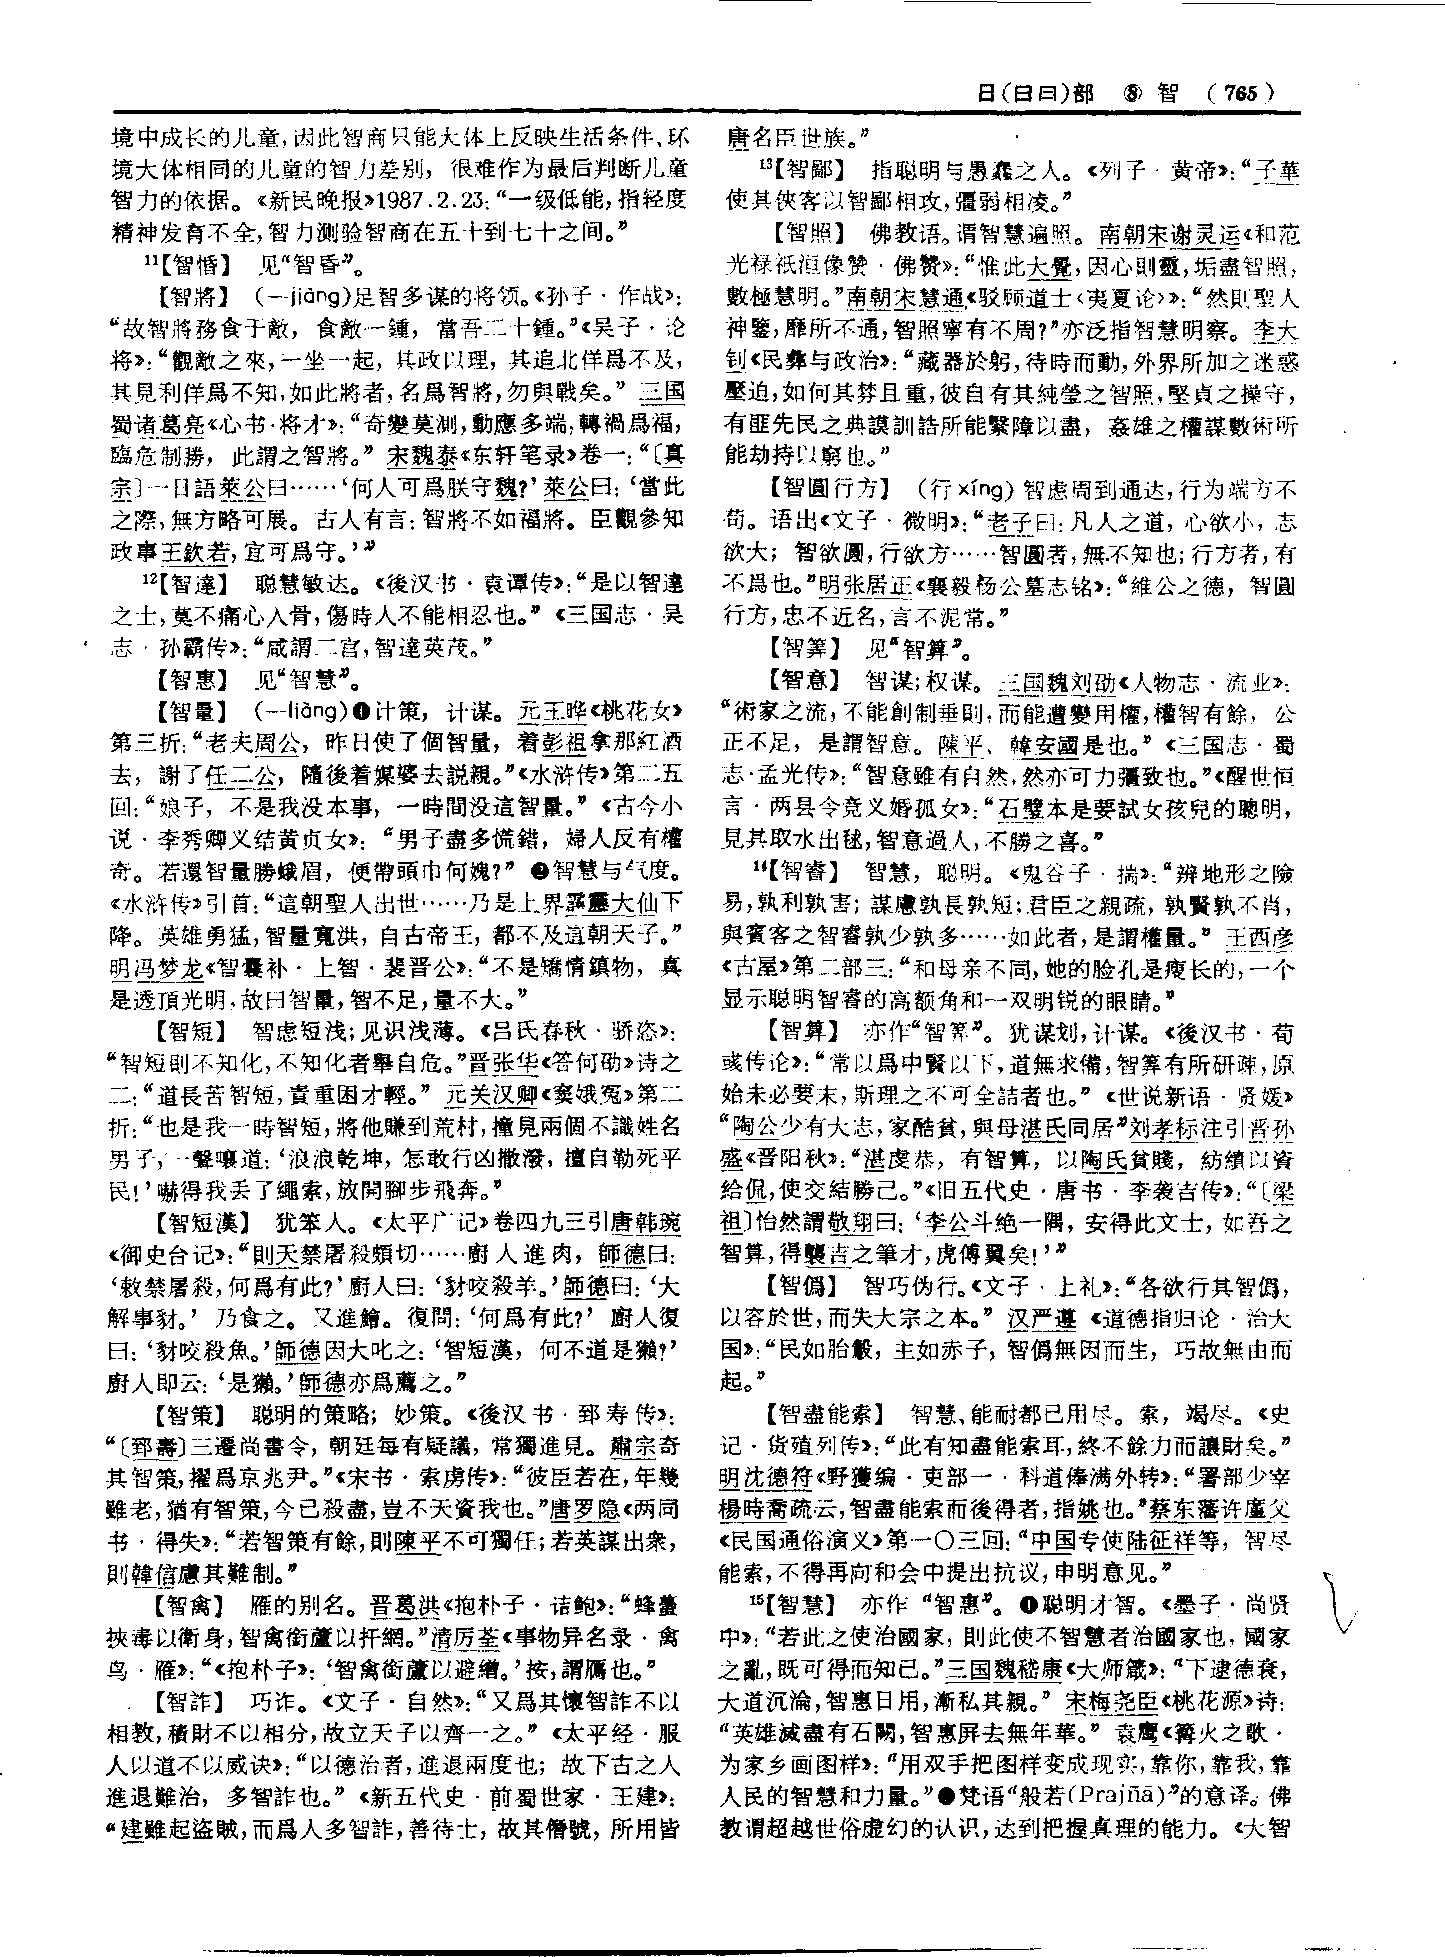 日(日曰)部 ⑧ 智 (765)
境中成长的儿童,因此智商只能大体上反映生活条件、环
境大体相同的儿童的智力差别，很难作为最后判断儿童
智力的依据。《新民晚报》1987.2.23:“一级低能,指轻度
精神发育不全,智力测验智商在五十到七十之间。”
¹¹【智惛】 见“智昏”。
【智將】 (—jiàng)足智多谋的将领。《孙子·作战》:
“故智將務食于敵，食敵一鍾，當吾二十鍾。”《吴子·论
将》:“觀敵之來,一坐一起，其政以理，其追北佯爲不及,
其見利佯爲不知,如此將者,名爲智將,勿與戰矣。” 三国
蜀诸葛亮《心书·将才》:“奇變莫測,動應多端,轉禍爲福,
臨危制勝，此謂之智將。” 宋魏泰《东轩笔录》卷一:“〔真
宗〕一日語萊公曰……‘何人可爲朕守魏?’萊公曰:‘當此
之際,無方略可展。古人有言:智將不如福將。臣觀參知
政事王欽若,宜可爲守。’”
¹²【智達】 聪慧敏达。《後汉书·袁谭传》:“是以智達
之士,莫不痛心入骨,傷時人不能相忍也。”《三国志·吴
志·孙霸传》:“咸謂二宫,智達英茂。”
【智惠】 见“智慧”。
【智量】 (—liàng)❶计策，计谋。元王晔《桃花女》
第三折:“老夫周公，昨日使了個智量，着彭祖拿那紅酒
去，謝了任二公，隨後着媒婆去説親。”《水浒传》第二五
回:“娘子，不是我没本事，一時間没這智量。”《古今小
说·李秀卿义结黄贞女》:“男子盡多慌錯，婦人反有權
奇。若還智量勝蛾眉，便帶頭巾何媿?” ❷智慧与气度。
《水浒传》引首:“這朝聖人出世……乃是上界霹靂大仙下
降。英雄勇猛,智量寬洪，自古帝王，都不及這朝天子。”
明冯梦龙《智囊补·上智·裴晋公》:“不是矯情鎮物，真
是透頂光明,故曰智量,智不足,量不大。”
【智短】 智虑短浅;见识浅薄。《吕氏春秋·骄恣》:
“智短則不知化,不知化者舉自危。”晋张华《答何劭》诗之
二:“道長苦智短,責重困才輕。” 元关汉卿《窦娥冤》第二
折:“也是我一時智短,將他賺到荒村,撞見兩個不識姓名
男子,一聲嚷道:‘浪浪乾坤，怎敢行凶撒潑，擅自勒死平
民!’嚇得我丢了繩索,放開脚步飛奔。”
【智短漢】 犹笨人。《太平广记》卷四九三引唐韩琬
《御史台记》:“則天禁屠殺頗切……廚人進肉，師德曰:
‘敕禁屠殺,何爲有此?’廚人曰:‘豺咬殺羊。’師德曰:‘大
解事豺。’ 乃食之。又進鱠。復問:‘何爲有此?’ 廚人復
曰:‘豺咬殺魚。’師德因大叱之:‘智短漢，何不道是獺?’
廚人即云:‘是獺。’師德亦爲薦之。”
【智策】 聪明的策略；妙策。《後汉书·郅寿传》:
“〔郅壽〕三遷尚書令，朝廷每有疑議，常獨進見。肅宗奇
其智策,擢爲京兆尹。”《宋书·索虏传》:“彼臣若在,年幾
雖老,猶有智策,今已殺盡,豈不天資我也。”唐罗隐《两同
书·得失》:“若智策有餘,則陳平不可獨任;若英謀出衆,
則韓信慮其難制。”
【智禽】 雁的别名。晋葛洪《抱朴子·诘鲍》:“蜂蠆
挾毒以衛身,智禽銜蘆以扞網。”清厉荃《事物异名录·禽
鸟·雁》:“《抱朴子》:‘智禽銜蘆以避繒。’按,謂鴈也。”
【智詐】 巧诈。《文子·自然》:“又爲其懷智詐不以
相教,積財不以相分,故立天子以齊一之。”《太平经·服
人以道不以威诀》:“以德治者,進退兩度也；故下古之人
進退難治，多智詐也。”《新五代史·前蜀世家·王建》:
“建雖起盜賊,而爲人多智詐,善待士，故其僭號，所用皆
唐名臣世族。”
¹³【智鄙】 指聪明与愚蠢之人。《列子·黄帝》:“子華
使其俠客以智鄙相攻,彊弱相凌。”
【智照】 佛教语。谓智慧遍照。南朝宋谢灵运《和范
光禄祇洹像赞·佛赞》:“惟此大覺,因心則靈,垢盡智照,
數極慧明。”南朝宋慧通《驳顾道士〈夷夏论〉》:“然則聖人
神鑒,靡所不通,智照寧有不周?”亦泛指智慧明察。李大
钊《民彝与政治》:“藏器於躬,待時而動,外界所加之迷惑
壓迫,如何其棼且重,彼自有其純瑩之智照,堅貞之操守,
有匪先民之典謨訓誥所能緊障以盡，姦雄之權謀數術所
能劫持以窮也。”
【智圓行方】 (行xíng)智虑周到通达,行为端方不
苟。语出《文子·微明》:“老子曰:凡人之道，心欲小，志
欲大；智欲圓,行欲方……智圓者,無不知也;行方者,有
不爲也。”明张居正《襄毅杨公墓志铭》:“維公之德，智圓
行方,忠不近名,言不泥常。”
【智筭】 见“智算”。
【智意】 智谋;权谋。三国魏刘劭《人物志·流业》:
“術家之流,不能創制垂則,而能遭變用權,權智有餘，公
正不足，是謂智意。陳平、韓安國是也。”《三国志·蜀
志·孟光传》:“智意雖有自然,然亦可力彊致也。”《醒世恒
言·两县令竞义婚孤女》:“石璧本是要試女孩兒的聰明,
見其取水出毬,智意過人,不勝之喜。”
¹⁴【智睿】 智慧，聪明。《鬼谷子·揣》:“辨地形之險
易,孰利孰害；謀慮孰長孰短;君臣之親疏，孰賢孰不肖,
與賓客之智睿孰少孰多……如此者,是謂權量。”王西彦
《古屋》第二部三:“和母亲不同,她的脸孔是瘦长的,一个
显示聪明智睿的高额角和一双明锐的眼睛。”
【智算】 亦作“智筭”。犹谋划,计谋。《後汉书·荀
彧传论》:“常以爲中賢以下,道無求備,智筭有所研疎,原
始未必要末,斯理之不可全詰者也。”《世说新语·贤媛》
“陶公少有大志,家酷貧,與母湛氏同居”刘孝标注引晋孙
盛《晋阳秋》:“湛虔恭，有智算，以陶氏貧賤，紡績以資
給侃,使交結勝己。”《旧五代史·唐书·李袭吉传》:“〔梁
祖〕怡然謂敬翔曰:‘李公斗絶一隅，安得此文士，如吾之
智算,得襲吉之筆才,虎傅翼矣!’”
【智僞】 智巧伪行。《文子·上礼》:“各欲行其智僞,
以容於世,而失大宗之本。” 汉严遵《道德指归论·治大
国》:“民如胎鷇，主如赤子，智僞無因而生，巧故無由而
起。”
【智盡能索】 智慧、能耐都已用尽。索，竭尽。《史
记·货殖列传》:“此有知盡能索耳,終不餘力而讓財矣。”
明沈德符《野獲编·吏部一·科道俸满外转》:“署部少宰
楊時喬疏云,智盡能索而後得者,指姚也。”蔡东藩许廑父
《民国通俗演义》第一〇三回:“中国专使陆征祥等，智尽
能索,不得再向和会中提出抗议,申明意见。”
¹⁵【智慧】 亦作“智惠”。❶聪明才智。《墨子·尚贤
中》:“若此之使治國家，則此使不智慧者治國家也，國家
之亂,既可得而知已。”三国魏嵇康《大师箴》:“下逮德衰,
大道沉淪,智惠日用,漸私其親。” 宋梅尧臣《桃花源》诗:
“英雄滅盡有石闕,智惠屏去無年華。” 袁鹰《篝火之歌·
为家乡画图样》:“用双手把图样变成现实,靠你,靠我,靠
人民的智慧和力量。”❷梵语“般若(Prajñā)”的意译。佛
教谓超越世俗虚幻的认识,达到把握真理的能力。《大智